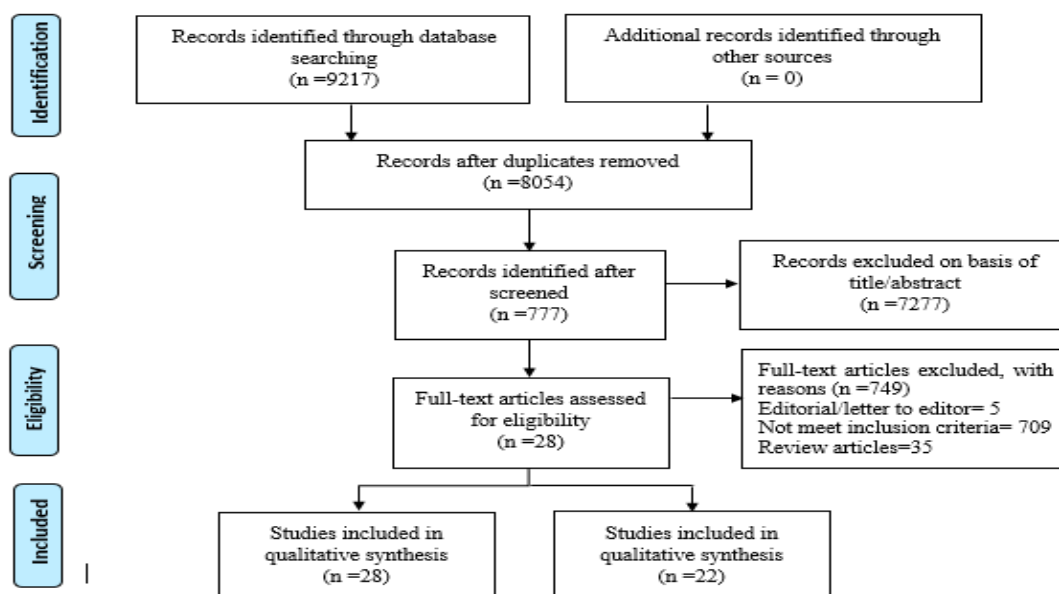 Identification
Records identified through database
searching
(n =9217)
Additional records identified through
other sources
(n = 0)
Screening
Records after duplicates removed
(n =8054)
Records identified after
screened
(n =777)
Records excluded on basis of
title/abstract
(n =7277)
Eligibility
Full-text articles assessed
for eligibility
(n =28)
Full-text articles excluded, with
reasons (n =749)
Editorial/letter to editor= 5
Not meet inclusion criteria= 709
Review articles=35
Included
Studies included in
qualitative synthesis
(n =28)
Studies included in
qualitative synthesis
(n =22)